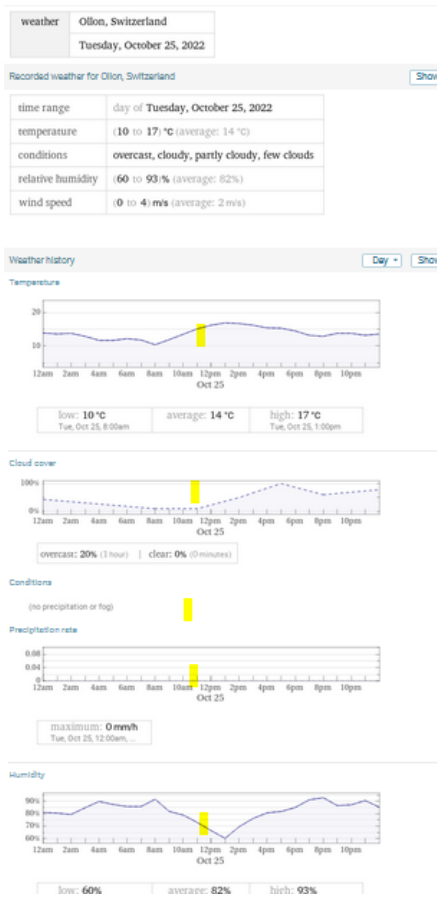 weather Ollon, Switzerland
Tuesday, October 25, 2022
Recorded weather for Ollon, Switzerland Show
time range day of Tuesday, October 25, 2022
temperature (10 to 17) °C (average: 14 °C)
conditions overcast, cloudy, partly cloudy, few clouds
relative humidity (60 to 93)% (average: 82%)
wind speed (0 to 4) m/s (average: 2 m/s)
Weather history Day Show
Temperature
20
10
12am 2am 4am 6am 8am 10am 12pm 2pm 4pm 6pm 8pm 10pm
Oct 25
low: 10 °C average: 14 °C high: 17 °C
Tue, Oct 25, 8:00am Tue, Oct 25, 1:00pm
Cloud cover
100%
0%
12am 2am 4am 6am 8am 10am 12pm 2pm 4pm 6pm 8pm 10pm
Oct 25
overcast: 20% (1 hour) | clear: 0% (0 minutes)
Conditions
(no precipitation or fog)
Precipitation rate
0.08
0.04
0
12am 2am 4am 6am 8am 10am 12pm 2pm 4pm 6pm 8pm 10pm
Oct 25
maximum: 0 mm/h
Tue, Oct 25, 12:00am, ...
Humidity
90%
80%
70%
60%
12am 2am 4am 6am 8am 10am 12pm 2pm 4pm 6pm 8pm 10pm
Oct 25
low: 60% average: 82% high: 93%